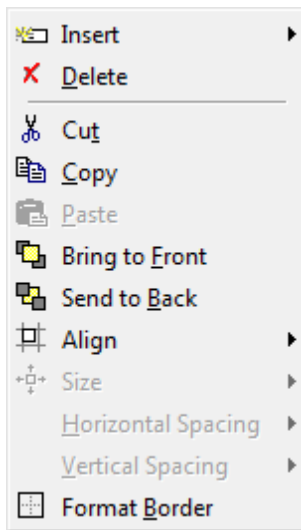 Insert
Delete
Cut
Copy
Paste
Bring to Front
Send to Back
Align
Size
Horizontal Spacing
Vertical Spacing
Format Border